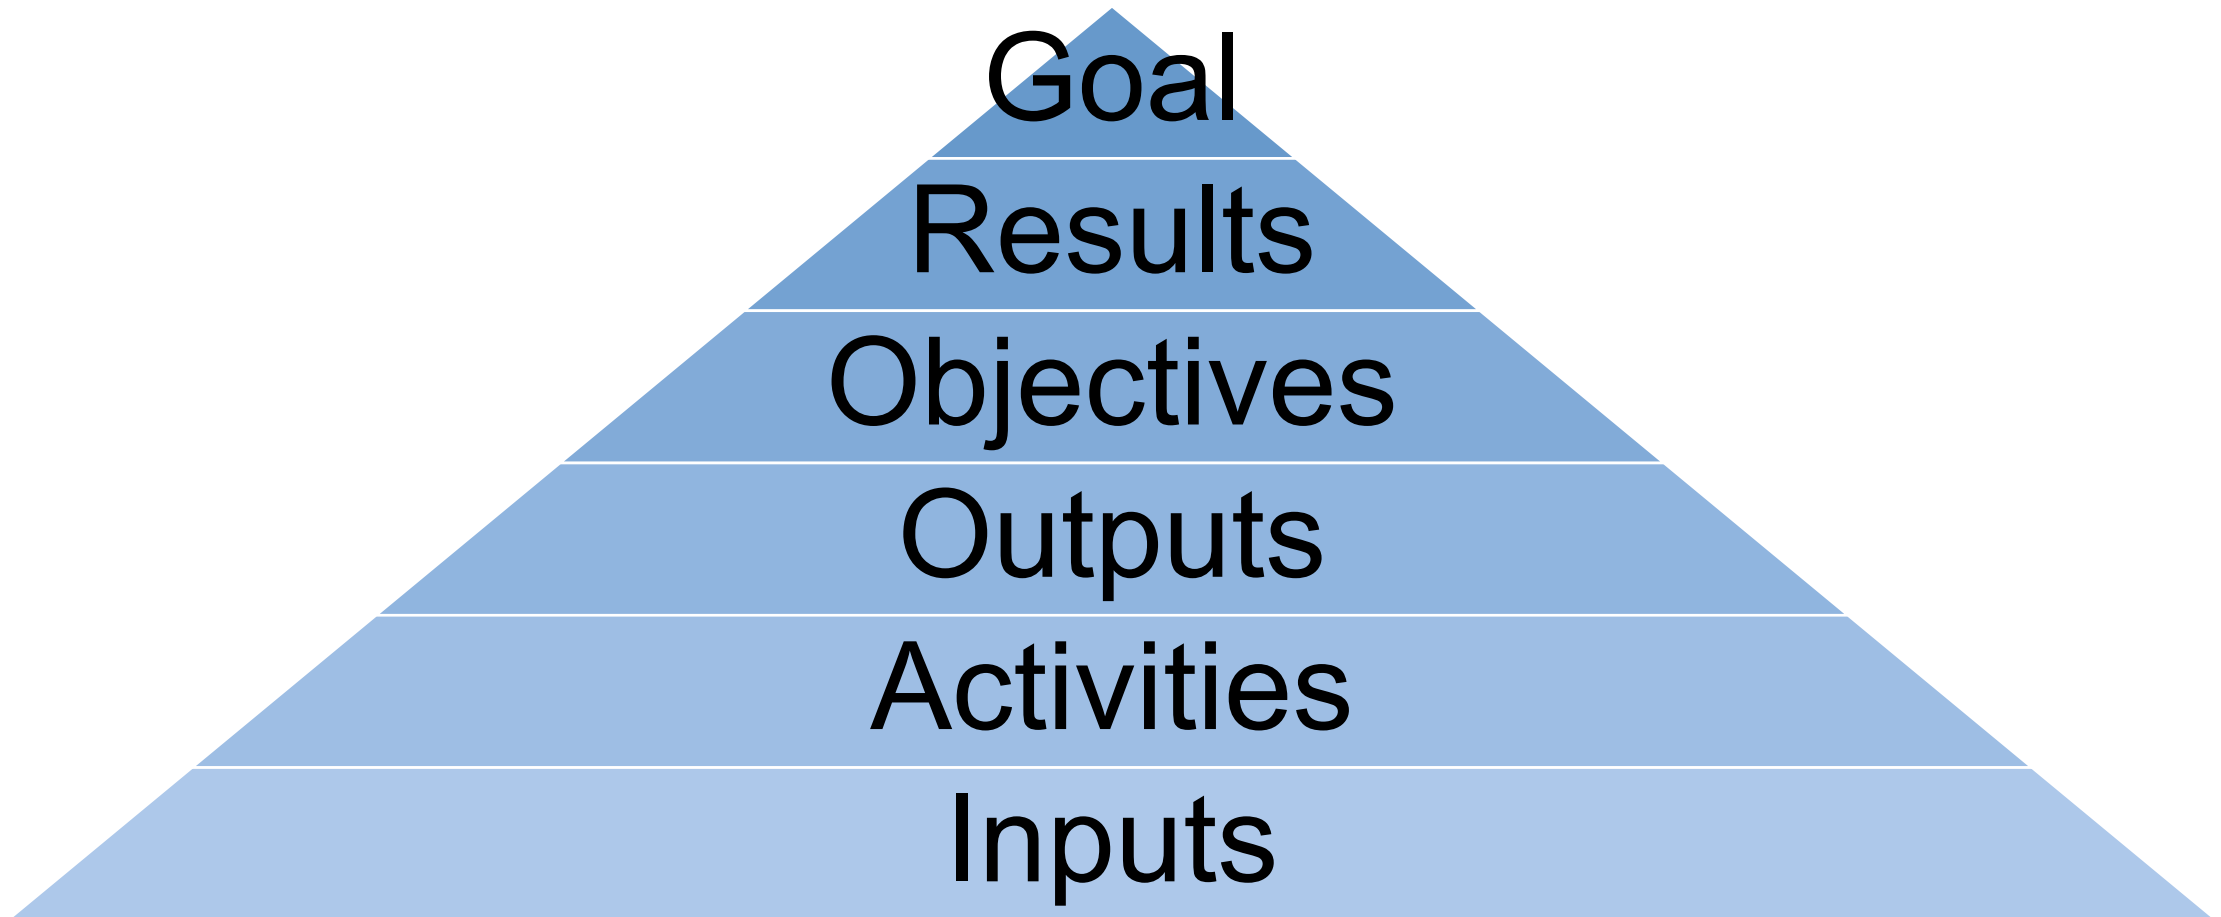 Goal
Results
Objectives
Outputs
Activities
Inputs